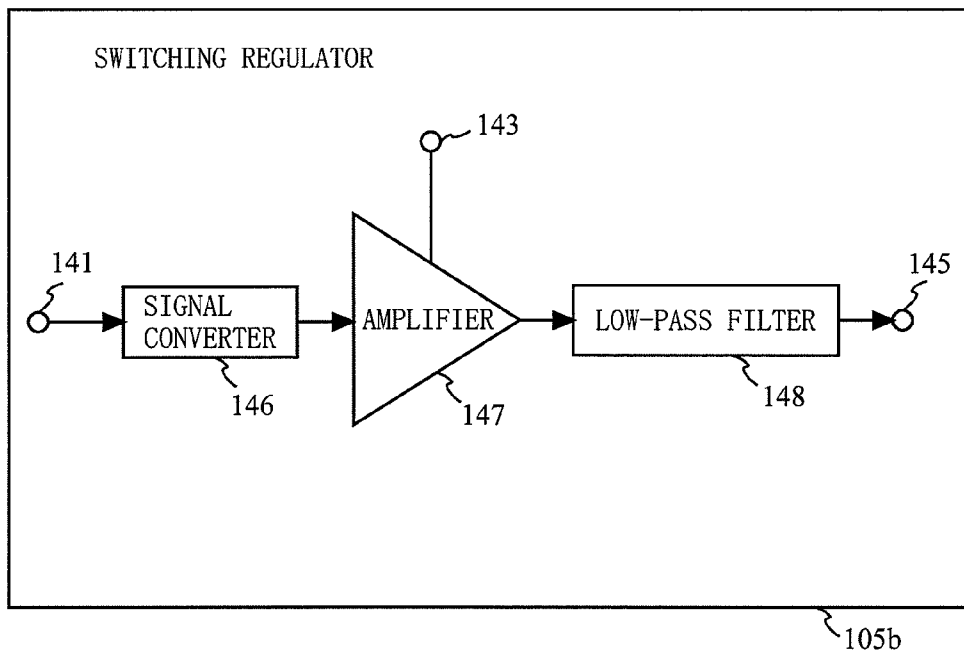 SWITCHING REGULATOR
143
141
145
SIGNAL
CONVERTER
AMPLIFIER
LOW-PASS FILTER
146
147
148
105b